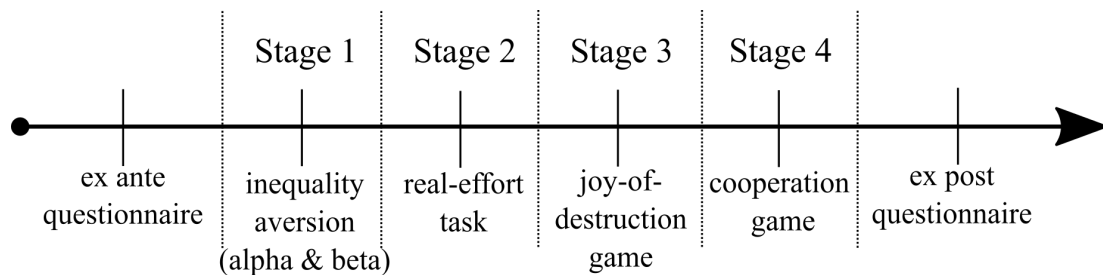 Stage 1
Stage 2
Stage 3
Stage 4
ex ante
questionnaire
inequality
aversion
(alpha & beta)
real-effort
task
joy-of-
destruction
game
cooperation
game
ex post
questionnaire